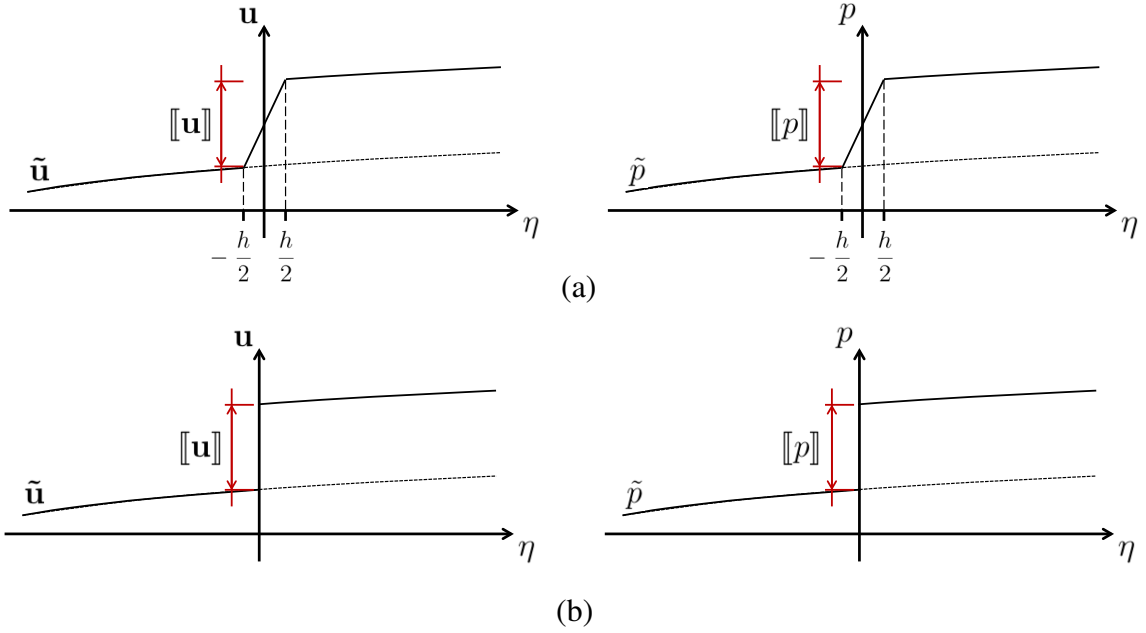 u
p
⟦u⟧
⟦p⟧
ũ
p̃
η
η
− h/2
h/2
− h/2
h/2
(a)
u
p
⟦u⟧
⟦p⟧
ũ
p̃
η
η
(b)